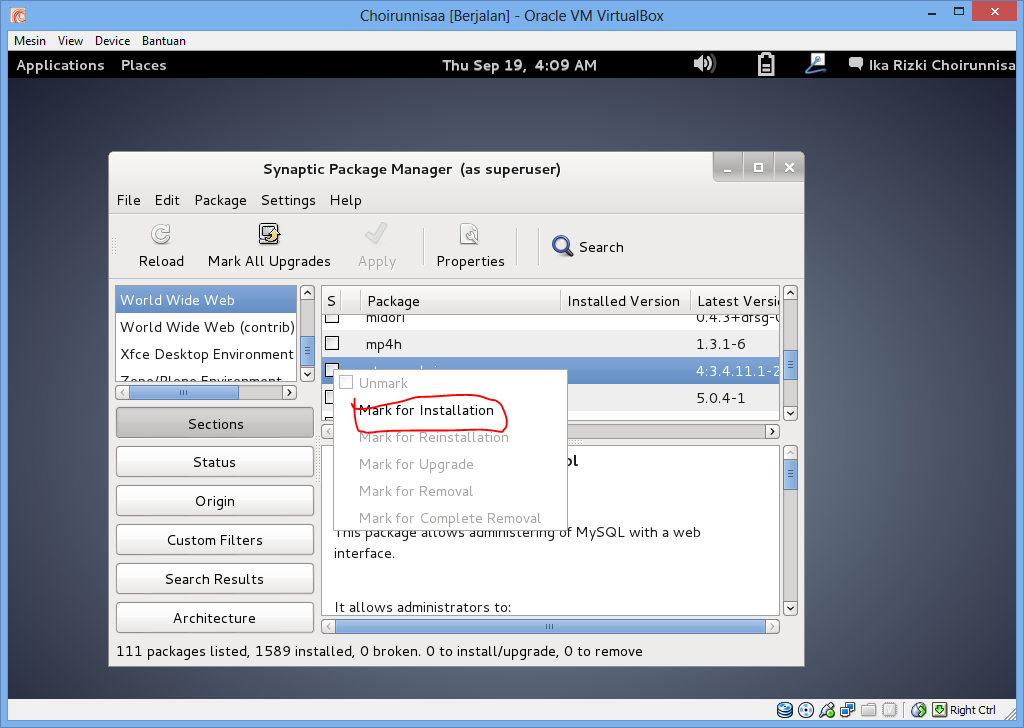 Choirunnisaa [Berjalan] - Oracle VM VirtualBox
Mesin View Device Bantuan
Applications Places Thu Sep 19, 4:09 AM Ika Rizki Choirunnisa
Synaptic Package Manager (as superuser)
File Edit Package Settings Help
Reload Mark All Upgrades Apply Properties Search
World Wide Web
World Wide Web (contrib)
Xfce Desktop Environment
Zope/Plone Environment
S Package Installed Version Latest Versi
midori 0.4.3+dfsg-0
mp4h 1.3.1-6
4:3.4.11.1-2
5.0.4-1
Unmark
Mark for Installation
Mark for Reinstallation
Mark for Upgrade
Mark for Removal
Mark for Complete Removal
Sections
Status
Origin
Custom Filters
Search Results
Architecture
ol
This package allows administering of MySQL with a web
interface.
It allows administrators to:
111 packages listed, 1589 installed, 0 broken. 0 to install/upgrade, 0 to remove
Right Ctrl